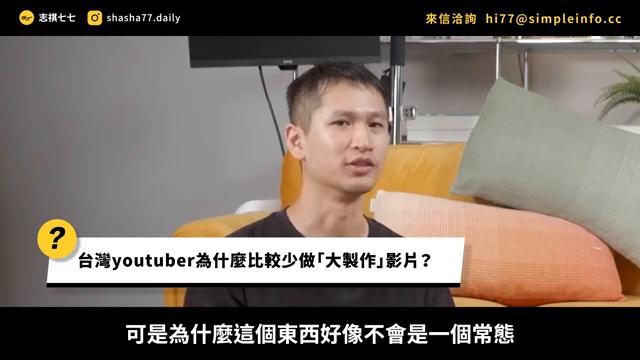 志祺七七
shasha77.daily
來信洽詢 hi77@simpleinfo.cc
?
台灣youtuber為什麼比較少做「大製作」影片?
可是為什麼這個東西好像不會是一個常態